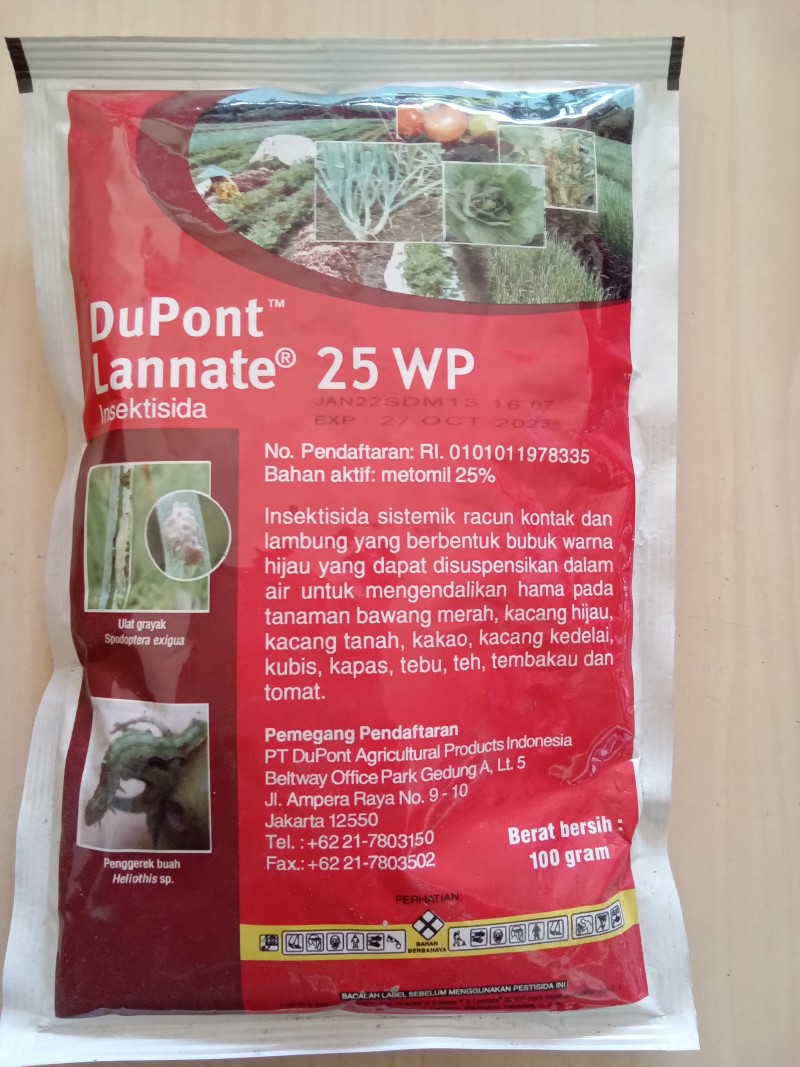 DuPont™
Lannate® 25 WP
Insektisida
JAN22SDM13 16 07
EXP 27 OCT 2023
No. Pendaftaran: RI. 0101011978335
Bahan aktif: metomil 25%
Insektisida sistemik racun kontak dan
lambung yang berbentuk bubuk warna
hijau yang dapat disuspensikan dalam
air untuk mengendalikan hama pada
tanaman bawang merah, kacang hijau,
kacang tanah, kakao, kacang kedelai,
kubis, kapas, tebu, teh, tembakau dan
tomat.
Ulat grayak
Spodoptera exigua
Penggerek buah
Heliothis sp.
Pemegang Pendaftaran
PT DuPont Agricultural Products Indonesia
Beltway Office Park Gedung A, Lt. 5
Jl. Ampera Raya No. 9 - 10
Jakarta 12550
Tel. : +62 21-7803150
Fax.: +62 21-7803502
Berat bersih :
100 gram
PERHATIAN:
BAHAN
BERBAHAYA
BACALAH LABEL SEBELUM MENGGUNAKAN PESTISIDA INI